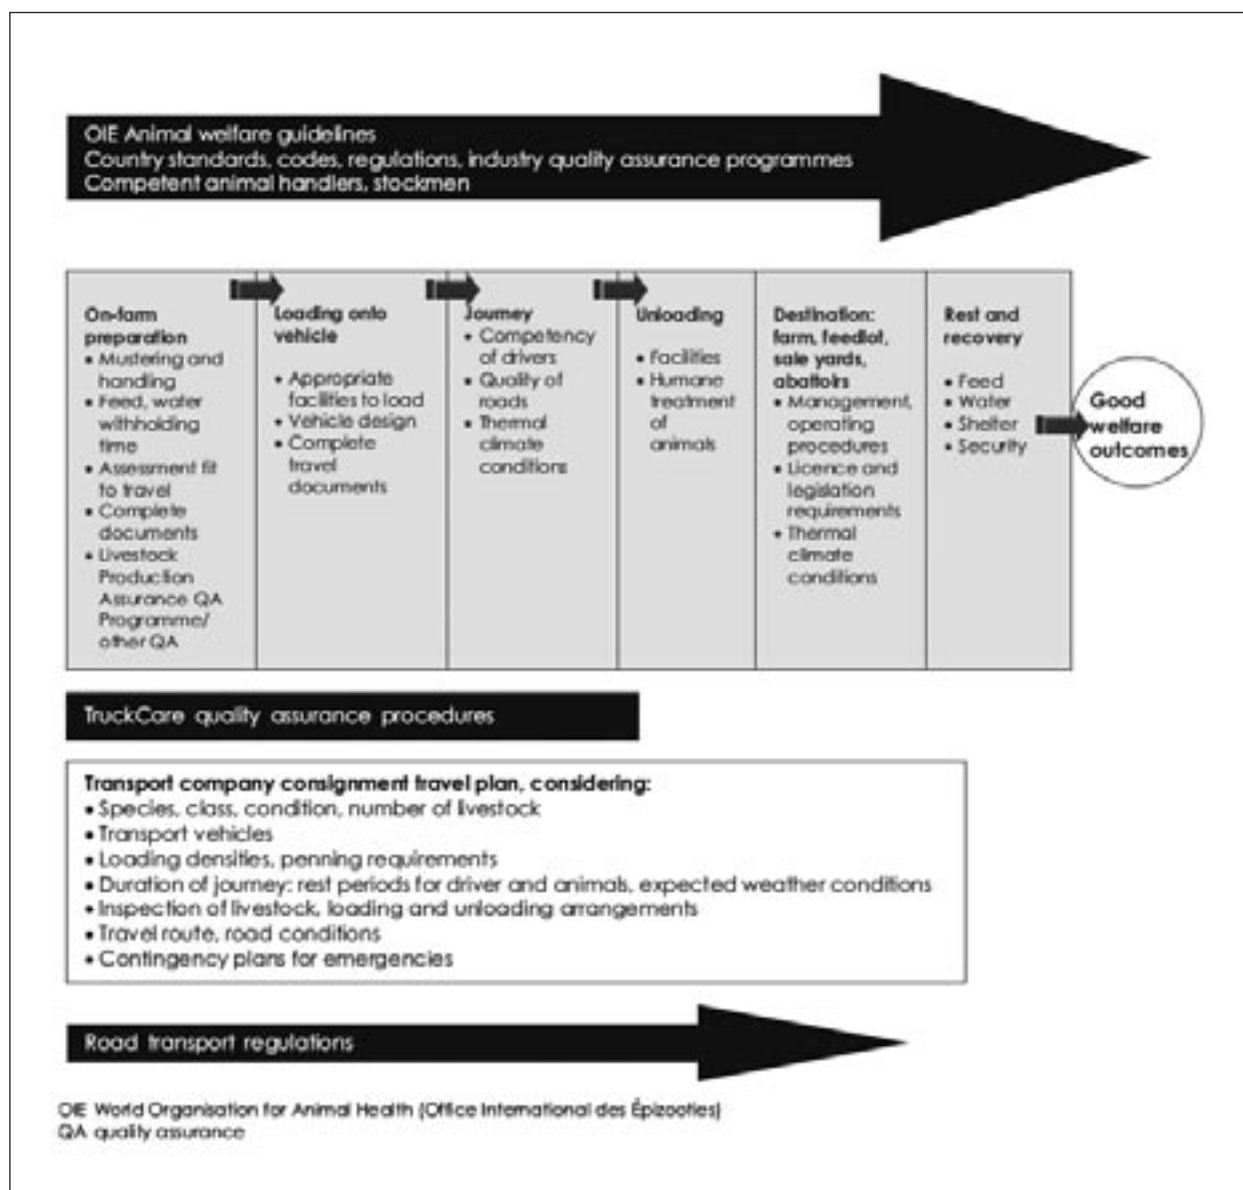 OIE Animal welfare guidelines
Country standards, codes, regulations, industry quality assurance programmes
Competent animal handlers, stockmen
On-farm
preparation
• Mustering and
handling
• Feed, water
withholding
time
• Assessment fit
to travel
• Complete
documents
• Livestock
Production
Assurance QA
Programme/
other QA
Loading onto
vehicle
• Appropriate
facilities to load
• Vehicle design
• Complete
travel
documents
Journey
• Competency
of drivers
• Quality of
roads
• Thermal
climate
conditions
Unloading
• Facilities
• Humane
treatment
of
animals
Destination:
farm, feedlot,
sale yards,
abattoirs
• Management,
operating
procedures
• Licence and
legislation
requirements
• Thermal
climate
conditions
Rest and
recovery
• Feed
• Water
• Shelter
• Security
Good
welfare
outcomes
TruckCare quality assurance procedures
Transport company consignment travel plan, considering:
• Species, class, condition, number of livestock
• Transport vehicles
• Loading densities, penning requirements
• Duration of journey: rest periods for driver and animals, expected weather conditions
• Inspection of livestock, loading and unloading arrangements
• Travel route, road conditions
• Contingency plans for emergencies
Road transport regulations
OIE World Organisation for Animal Health (Office International des Épizooties)
QA quality assurance